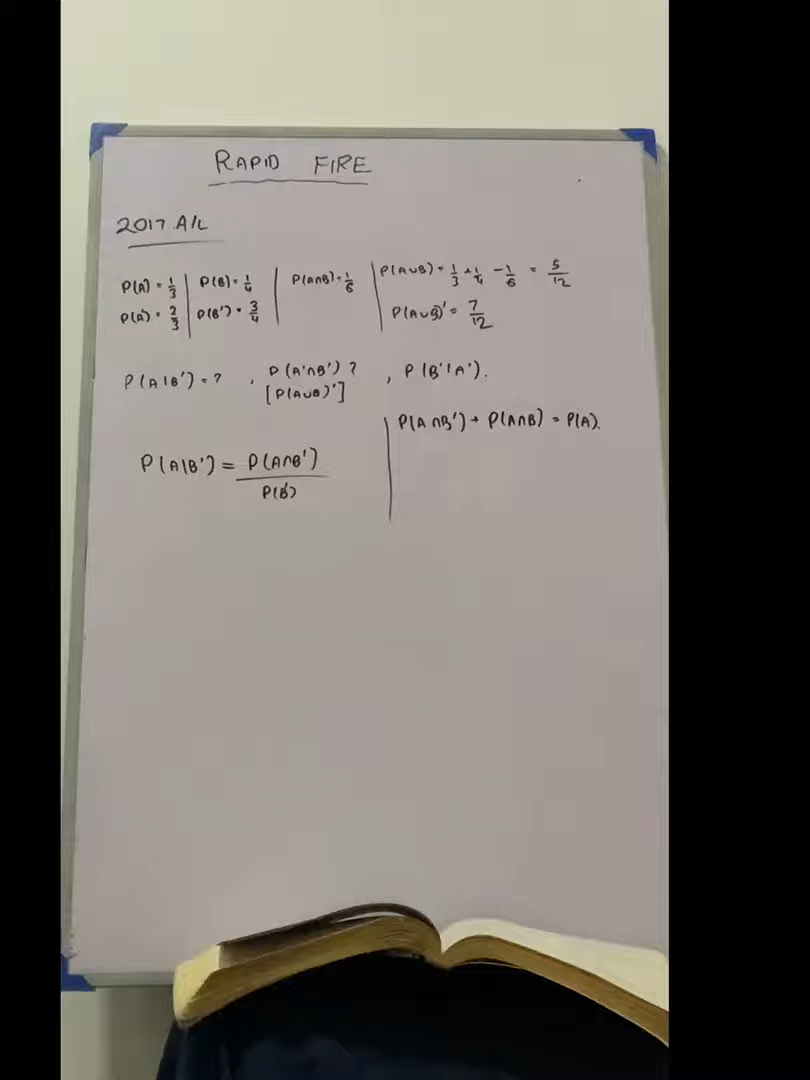 RAPID FIRE
2017 A/L
P(A) = 1/3 | P(B) = 1/4 | P(A∩B) = 1/6 | P(A∪B) = 1/3 + 1/4 - 1/6 = 5/12
P(A') = 2/3 | P(B') = 3/4 | P(A∪B)' = 7/12
P(A|B') = ? , P(A'∩B') ? , P(B'|A').
[P(A∪B)']
P(A∩B') + P(A∩B) = P(A).
P(A|B') = P(A∩B') / P(B')